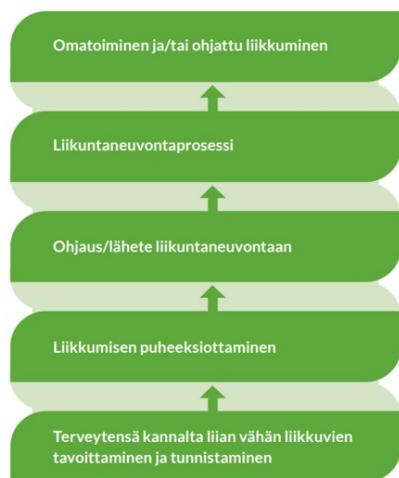 Omatoiminen ja/tai ohjattu liikkuminen
Liikuntaneuvontaprosessi
Ohjaus/lähete liikuntaneuvontaan
Liikkumisen puheeksiottaminen
Terveytensä kannalta liian vähän liikkuvien
tavoittaminen ja tunnistaminen